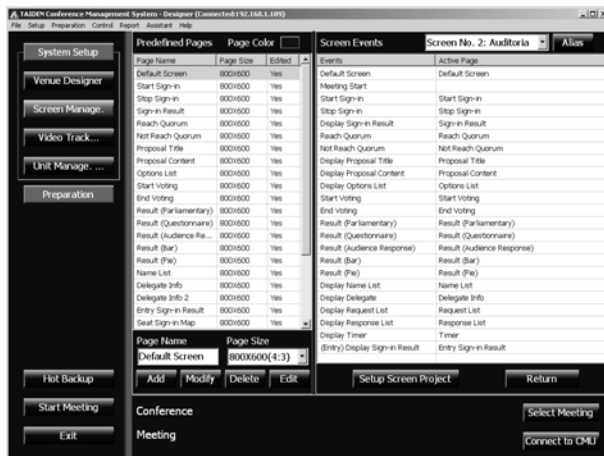 TAIDEN Conference Management System - Designer (Connected:192.168.1.109)
File Setup Preparation Control Report Assistant Help
System Setup
Venue Designer
Screen Manage.
Video Track...
Unit Manage. ...
Preparation
Hot Backup
Start Meeting
Exit
Predefined Pages Page Color
Page Name Page Size Edited
Default Screen 800X600 Yes
Start Sign-in 800X600 Yes
Stop Sign-in 800X600 Yes
Sign-in Result 800X600 Yes
Reach Quorum 800X600 Yes
Not Reach Quorum 800X600 Yes
Proposal Title 800X600 Yes
Proposal Content 800X600 Yes
Options List 800X600 Yes
Start Voting 800X600 Yes
End Voting 800X600 Yes
Result (Parliamentary) 800X600 Yes
Result (Questionnaire) 800X600 Yes
Result (Audience Re... 800X600 Yes
Result (Bar) 800X600 Yes
Result (Pie) 800X600 Yes
Name List 800X600 Yes
Delegate Info 800X600 Yes
Delegate Info 2 800X600 Yes
Entry Sign-in Result 800X600 Yes
Seat Sign-in Map 800X600 Yes
Page Name Page Size
Default Screen 800X600(4:3)
Add Modify Delete Edit
Screen Events Screen No. 2: Auditoria Alias
Events Active Page
Default Screen Default Screen
Meeting Start
Start Sign-in Start Sign-in
Stop Sign-in Stop Sign-in
Display Sign-in Result Sign-in Result
Reach Quorum Reach Quorum
Not Reach Quorum Not Reach Quorum
Display Proposal Title Proposal Title
Display Proposal Content Proposal Content
Display Options List Options List
Start Voting Start Voting
End Voting End Voting
Result (Parliamentary) Result (Parliamentary)
Result (Questionnaire) Result (Questionnaire)
Result (Audience Response) Result (Audience Response)
Result (Bar) Result (Bar)
Result (Pie) Result (Pie)
Display Name List Name List
Display Delegate Delegate Info
Display Request List Request List
Display Response List Response List
Display Timer Timer
(Entry) Display Sign-in Result Entry Sign-in Result
Setup Screen Project Return
Conference
Meeting
Select Meeting
Connect to CMU